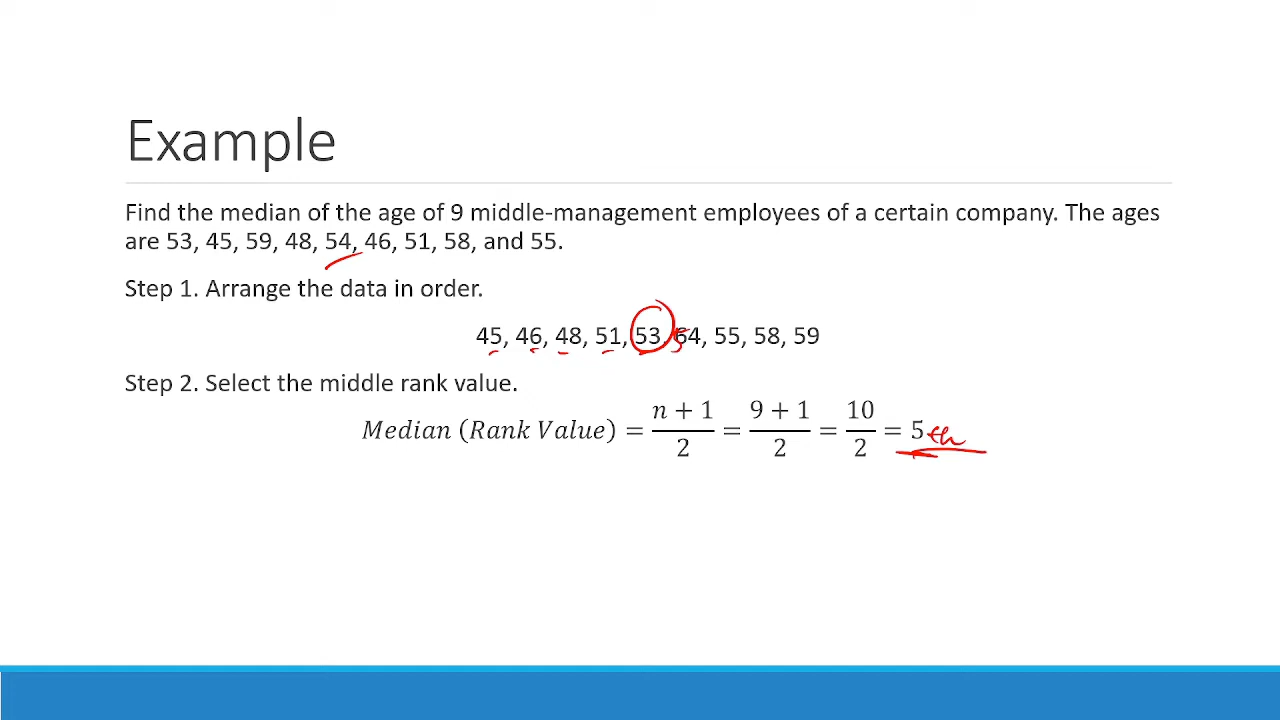 Example
Find the median of the age of 9 middle-management employees of a certain company. The ages
are 53, 45, 59, 48, 54, 46, 51, 58, and 55.
Step 1. Arrange the data in order.
45, 46, 48, 51, 53, 64, 55, 58, 59
5
Step 2. Select the middle rank value.
Median (Rank Value) = n + 1 / 2 = 9 + 1 / 2 = 10 / 2 = 5th